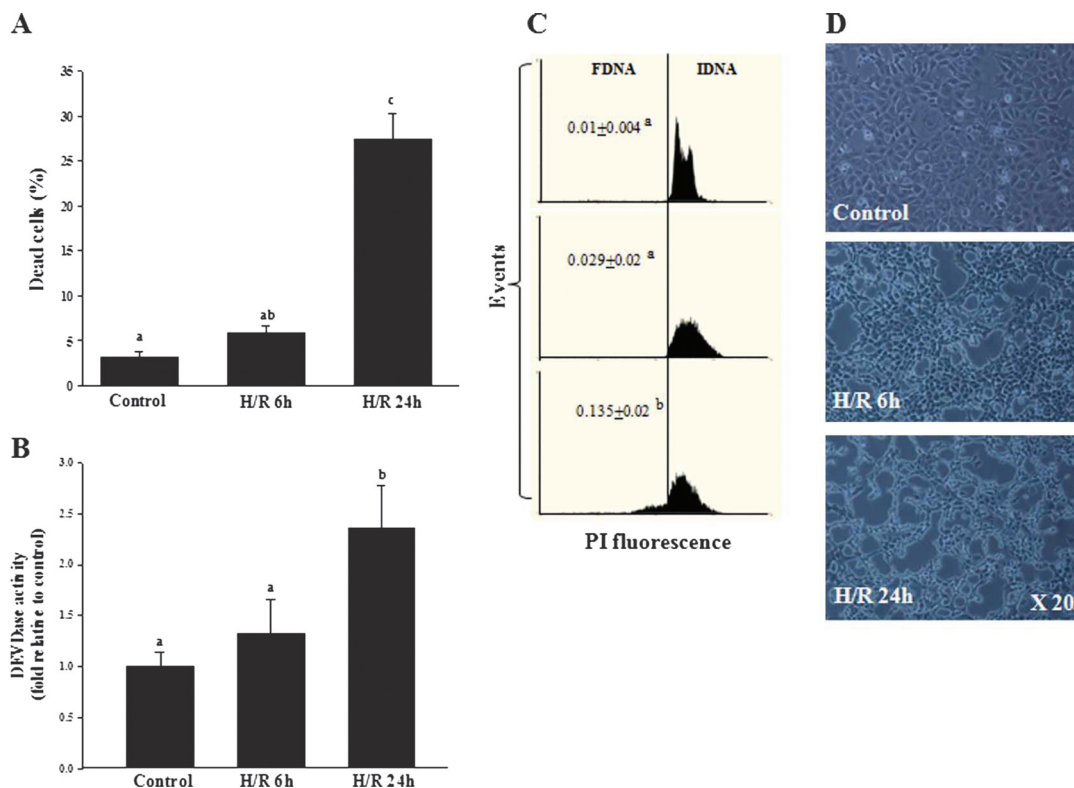 A
Dead cells (%)
35
30
25
20
15
10
5
0
a
ab
c
Control
H/R 6h
H/R 24h
B
DEVDase activity
(fold relative to control)
3.0
2.5
2.0
1.5
1.0
0.5
0.0
a
a
b
Control
H/R 6h
H/R 24h
C
Events
FDNA IDNA
0.01±0.004 a
0.029±0.02 a
0.135±0.02 b
PI fluorescence
D
Control
H/R 6h
H/R 24h
X 20